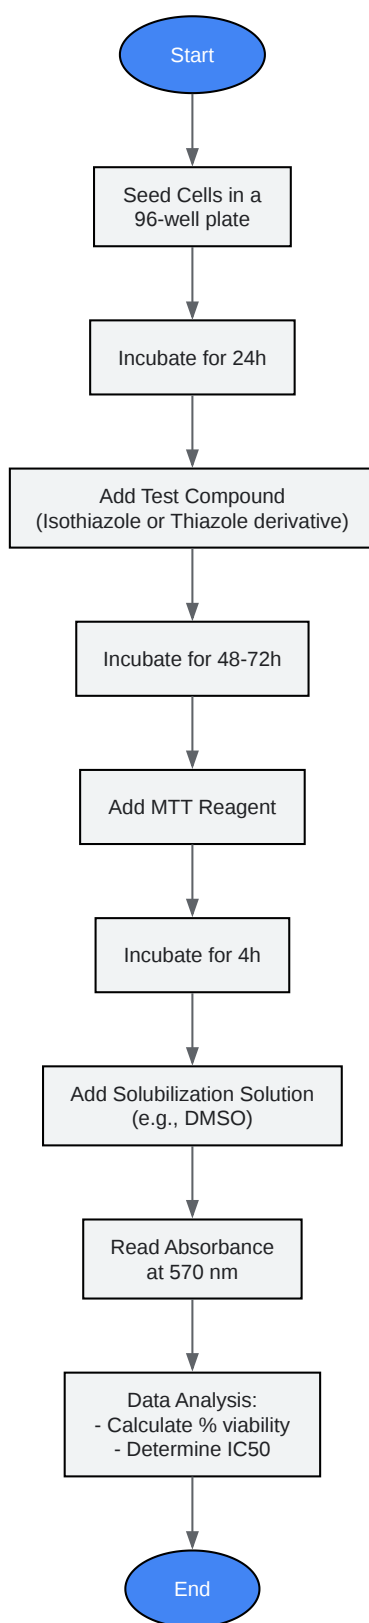 Start
Seed Cells in a
96-well plate
Incubate for 24h
Add Test Compound
(Isothiazole or Thiazole derivative)
Incubate for 48-72h
Add MTT Reagent
Incubate for 4h
Add Solubilization Solution
(e.g., DMSO)
Read Absorbance
at 570 nm
Data Analysis:
- Calculate % viability
- Determine IC50
End